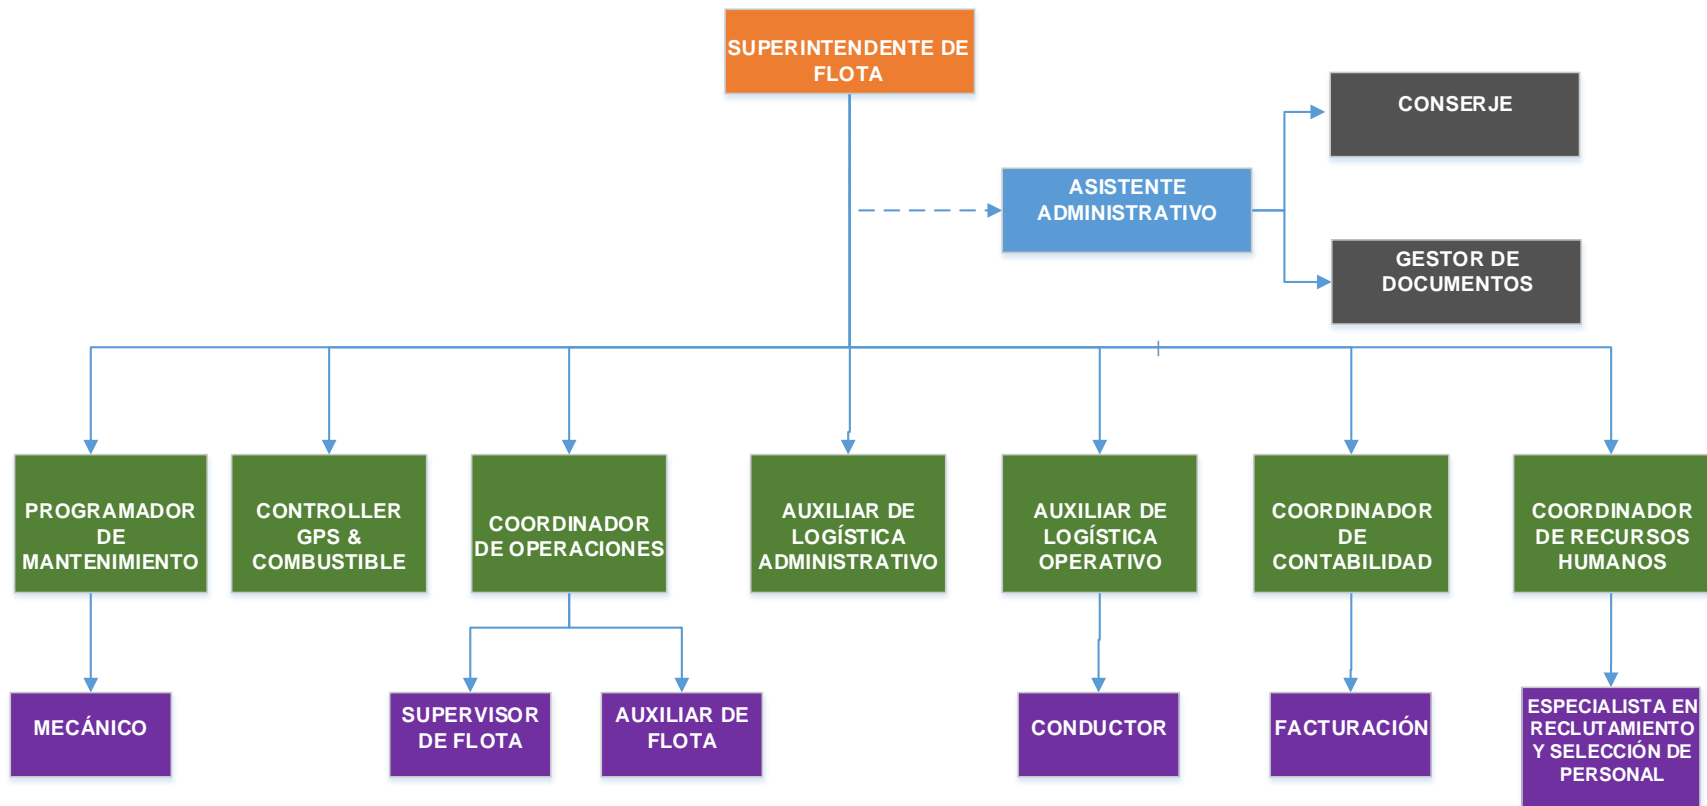 SUPERINTENDENTE DE
FLOTA
CONSERJE
ASISTENTE
ADMINISTRATIVO
GESTOR DE
DOCUMENTOS
PROGRAMADOR
DE
MANTENIMIENTO
CONTROLLER
GPS &
COMBUSTIBLE
COORDINADOR
DE OPERACIONES
AUXILIAR DE
LOGÍSTICA
ADMINISTRATIVO
AUXILIAR DE
LOGÍSTICA
OPERATIVO
COORDINADOR
DE
CONTABILIDAD
COORDINADOR
DE RECURSOS
HUMANOS
MECÁNICO
SUPERVISOR
DE FLOTA
AUXILIAR DE
FLOTA
CONDUCTOR
FACTURACIÓN
ESPECIALISTA EN
RECLUTAMIENTO
Y SELECCIÓN DE
PERSONAL